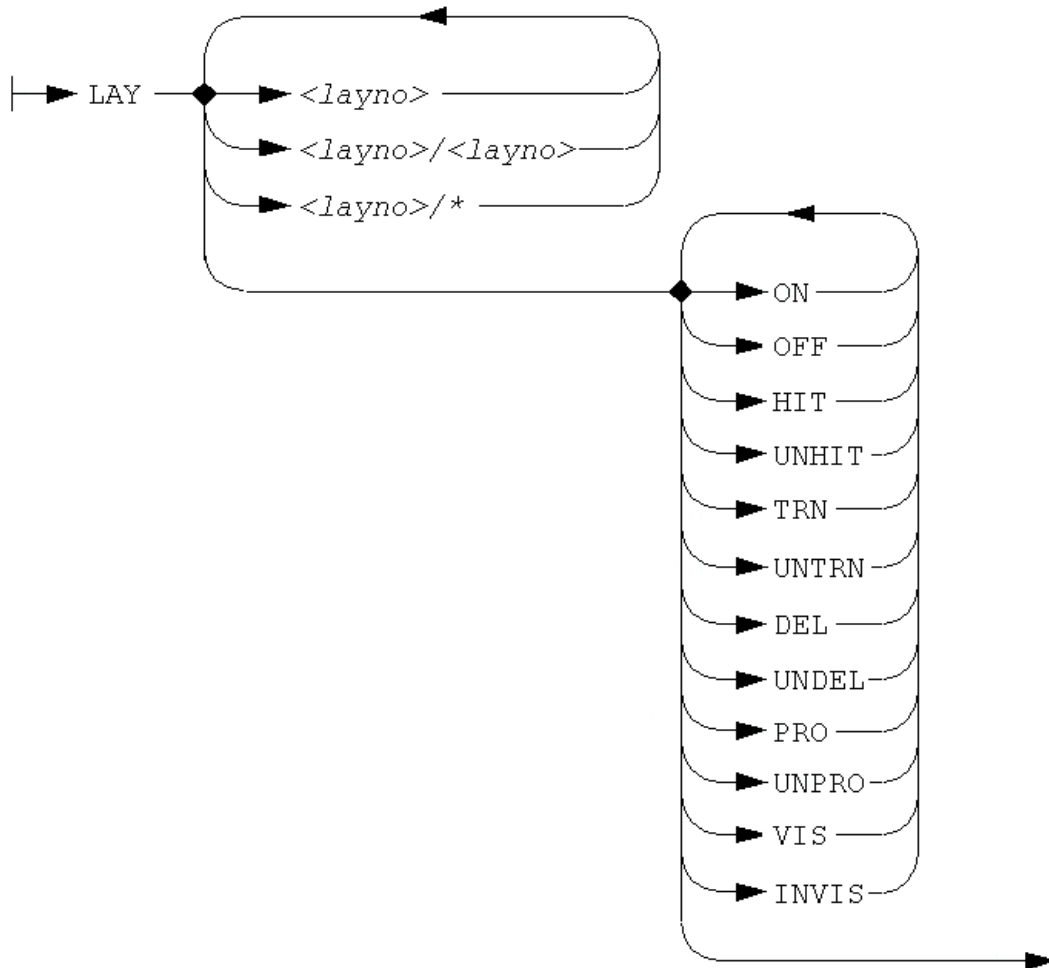 LAY
<layno>
<layno>/<layno>
<layno>/*
ON
OFF
HIT
UNHIT
TRN
UNTRN
DEL
UNDEL
PRO
UNPRO
VIS
INVIS